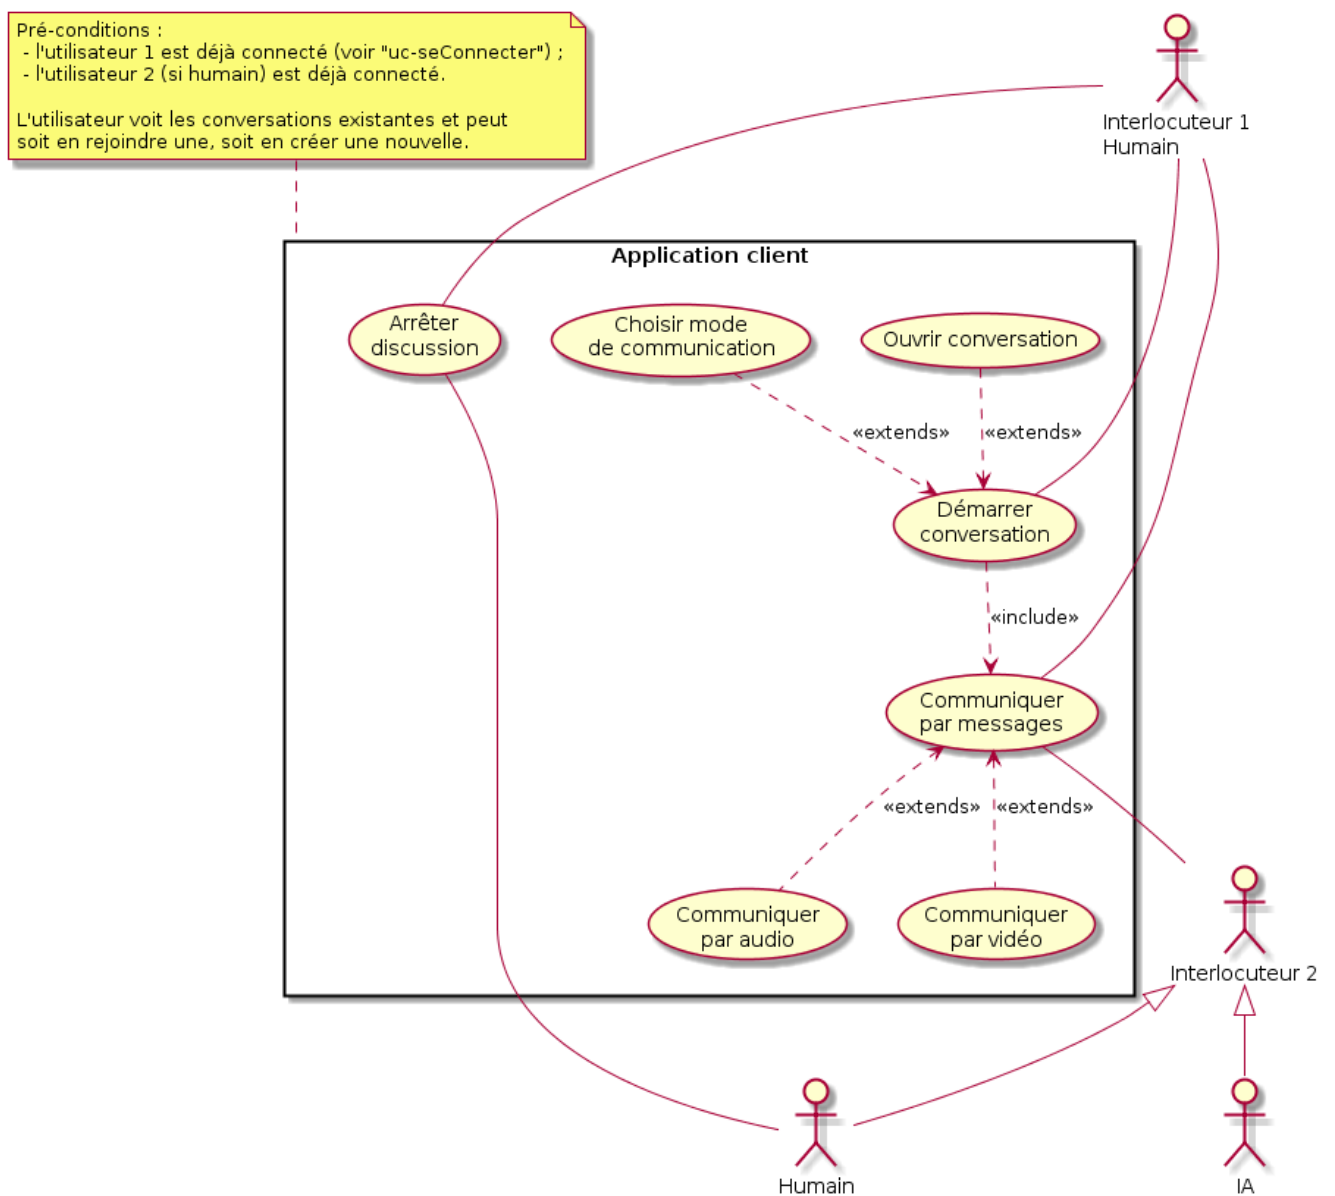 Pré-conditions :
- l'utilisateur 1 est déjà connecté (voir "uc-seConnecter") ;
- l'utilisateur 2 (si humain) est déjà connecté.
L'utilisateur voit les conversations existantes et peut
soit en rejoindre une, soit en créer une nouvelle.
Interlocuteur 1
Humain
Application client
Arrêter
discussion
Choisir mode
de communication
Ouvrir conversation
«extends»
«extends»
Démarrer
conversation
«include»
Communiquer
par messages
«extends»
«extends»
Communiquer
par audio
Communiquer
par vidéo
Interlocuteur 2
Humain
IA